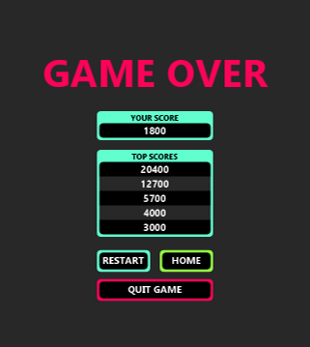 GAME OVER
YOUR SCORE
1800
TOP SCORES
20400
12700
5700
4000
3000
RESTART HOME
QUIT GAME